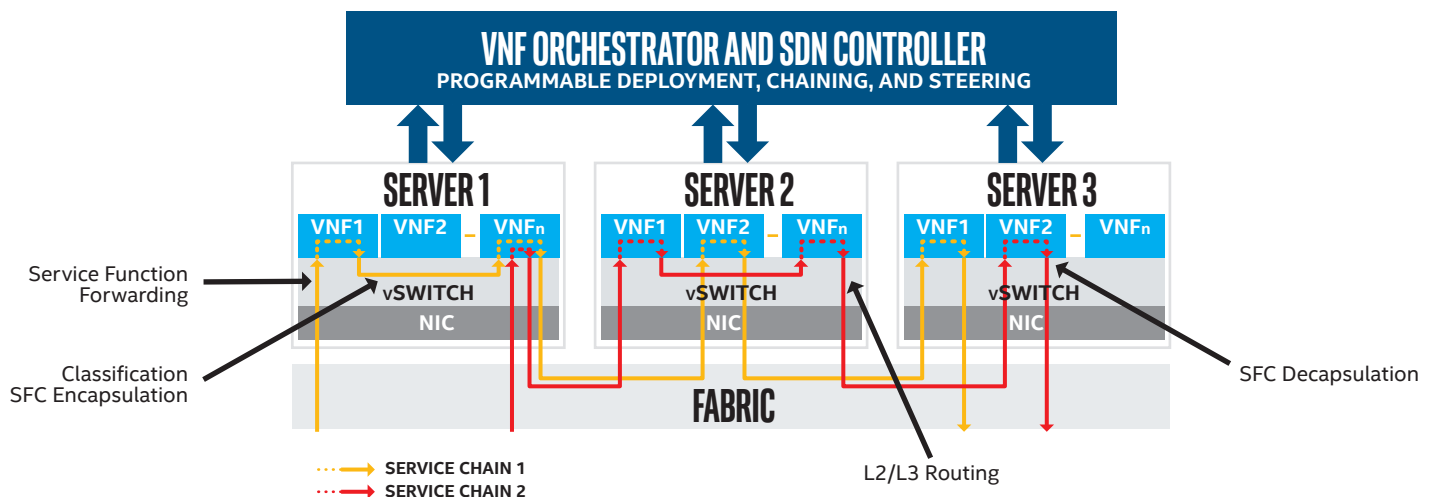 VNF ORCHESTRATOR AND SDN CONTROLLER
PROGRAMMABLE DEPLOYMENT, CHAINING, AND STEERING
SERVER 1
SERVER 2
SERVER 3
VNF1 VNF2 – VNFn
VNF1 VNF2 – VNFn
VNF1 VNF2 – VNFn
Service Function
Forwarding
vSWITCH
vSWITCH
vSWITCH
NIC
NIC
NIC
Classification
SFC Encapsulation
SFC Decapsulation
FABRIC
L2/L3 Routing
SERVICE CHAIN 1
SERVICE CHAIN 2